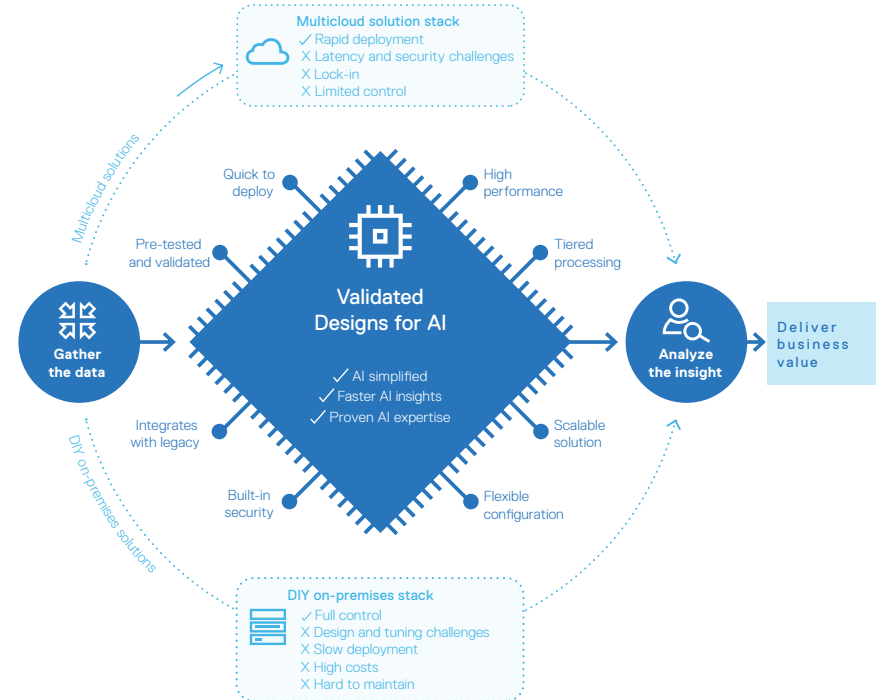 Multicloud solution stack
✓ Rapid deployment
X Latency and security challenges
X Lock-in
X Limited control
Multicloud solutions
Quick to
deploy
High
performance
Pre-tested
and validated
Tiered
processing
Validated
Designs for AI
Gather
the data
Analyze
the insight
Deliver
business
value
✓ AI simplified
✓ Faster AI insights
✓ Proven AI expertise
Integrates
with legacy
Scalable
solution
Built-in
security
Flexible
configuration
DIY on-premises solutions
DIY on-premises stack
✓ Full control
X Design and tuning challenges
X Slow deployment
X High costs
X Hard to maintain